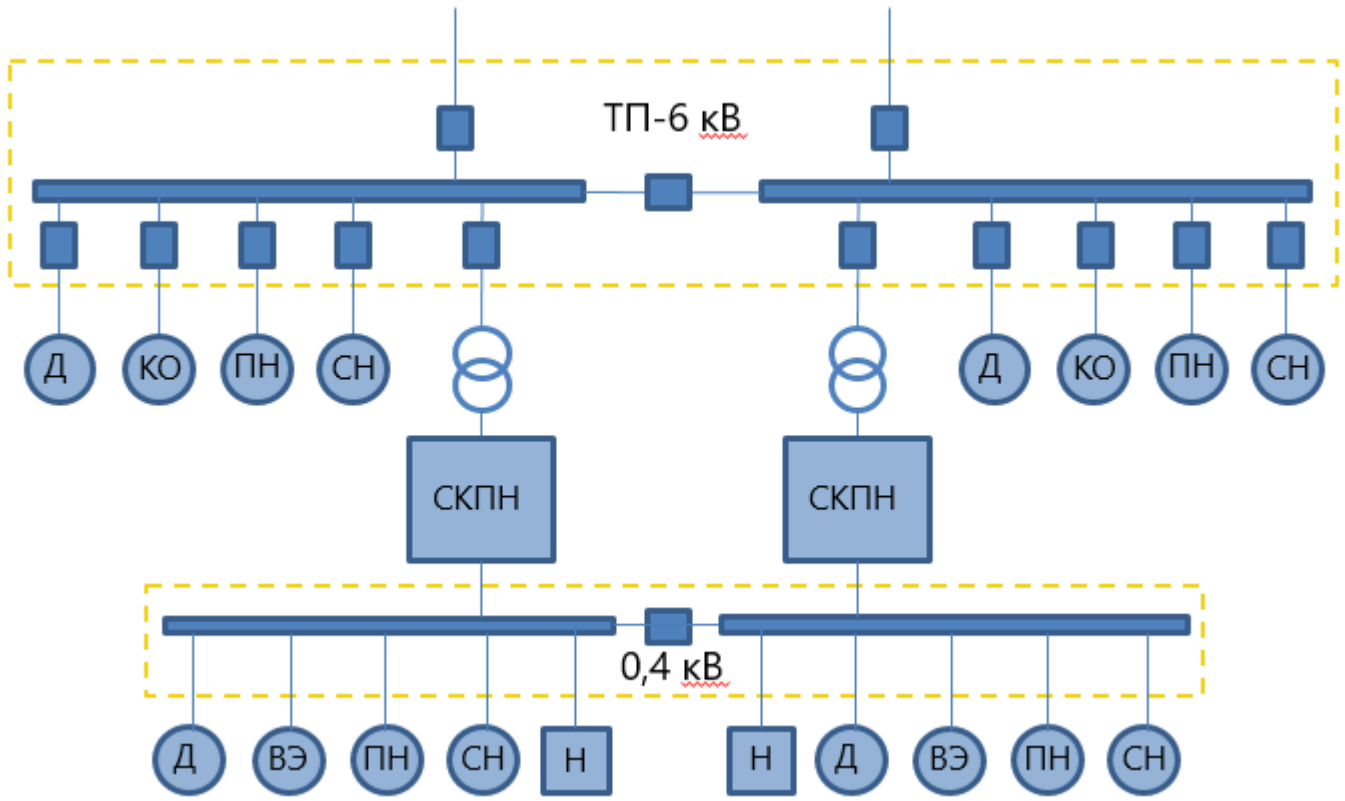 ТП-6 кВ
Д КО ПН СН Д КО ПН СН
СКПН СКПН
0,4 кВ
Д ВЭ ПН СН Н Н Д ВЭ ПН СН